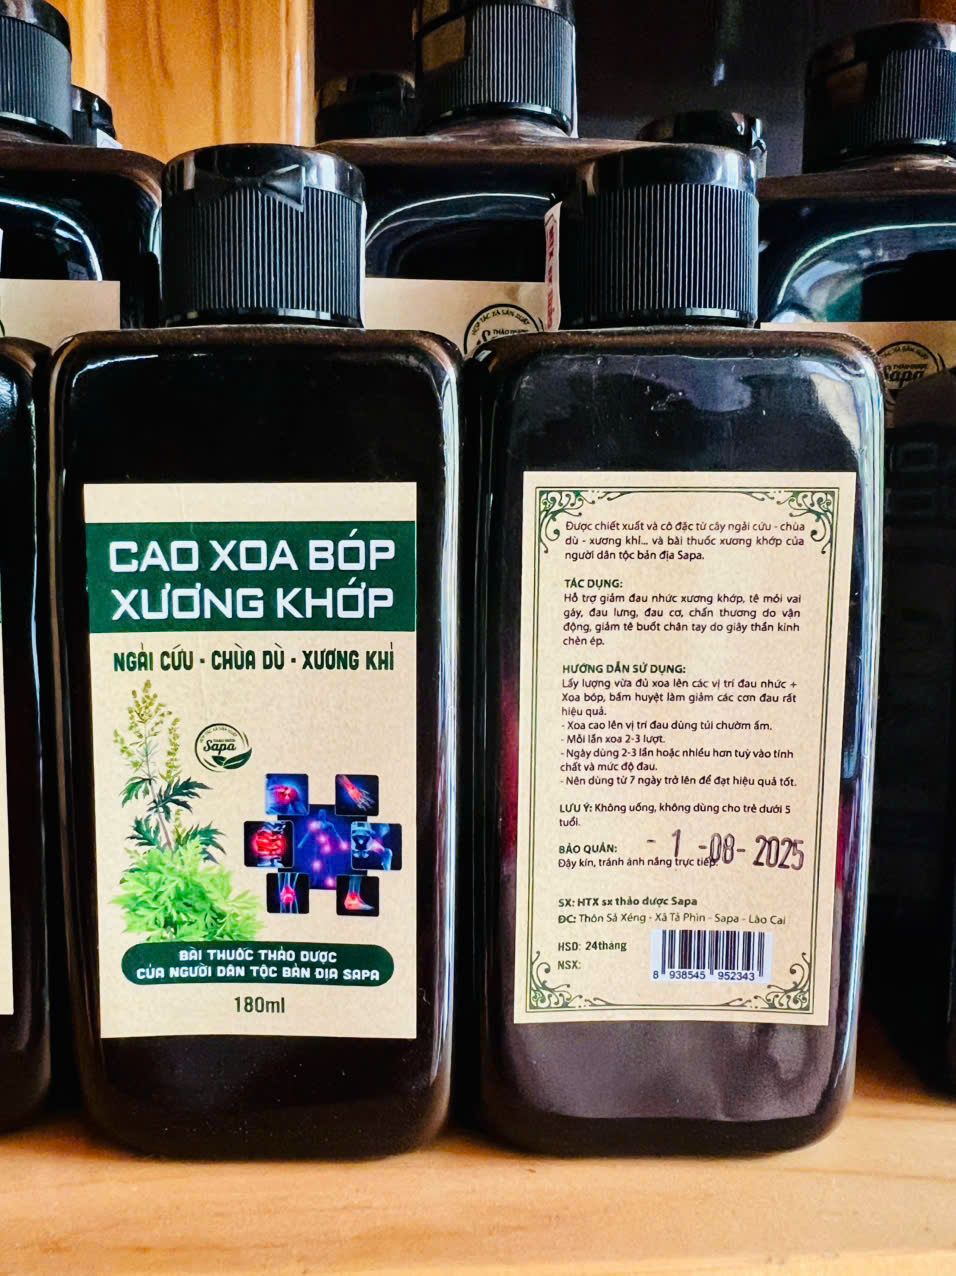 CAO XOA BÓP
XƯƠNG KHỚP
NGẢI CỨU - CHÙA DÙ - XƯƠNG KHỈ
Sapa
BÀI THUỐC THẢO DƯỢC
CỦA NGƯỜI DÂN TỘC BẢN ĐỊA SAPA
180ml
Được chiết xuất và cô đặc từ cây ngải cứu - chùa
dù - xương khỉ... và bài thuốc xương khớp của
người dân tộc bản địa Sapa.
TÁC DỤNG:
Hỗ trợ giảm đau nhức xương khớp, tê mỏi vai
gáy, đau lưng, đau cơ, chấn thương do vận
động, giảm tê buốt chân tay do giây thần kinh
chèn ép.
HƯỚNG DẪN SỬ DỤNG:
Lấy lượng vừa đủ xoa lên các vị trí đau nhức +
Xoa bóp, bấm huyệt làm giảm các cơn đau rất
hiệu quả.
- Xoa cao lên vị trí đau dùng túi chườm ấm.
- Mỗi lần xoa 2-3 lượt.
- Ngày dùng 2-3 lần hoặc nhiều hơn tuỳ vào tính
chất và mức độ đau.
- Nên dùng từ 7 ngày trở lên để đạt hiệu quả tốt.
LƯU Ý: Không uống, không dùng cho trẻ dưới 5
tuổi.
BẢO QUẢN:
Đậy kín, tránh ánh nắng trực tiếp.
- 1 -08- 2025
SX: HTX sx thảo dược Sapa
ĐC: Thôn Sả Xéng - Xã Tả Phìn - Sapa - Lào Cai
HSD: 24tháng
NSX:
8 938545 952343
HỢP TÁC XÃ SẢN XUẤT
THẢO DƯỢC
Sapa